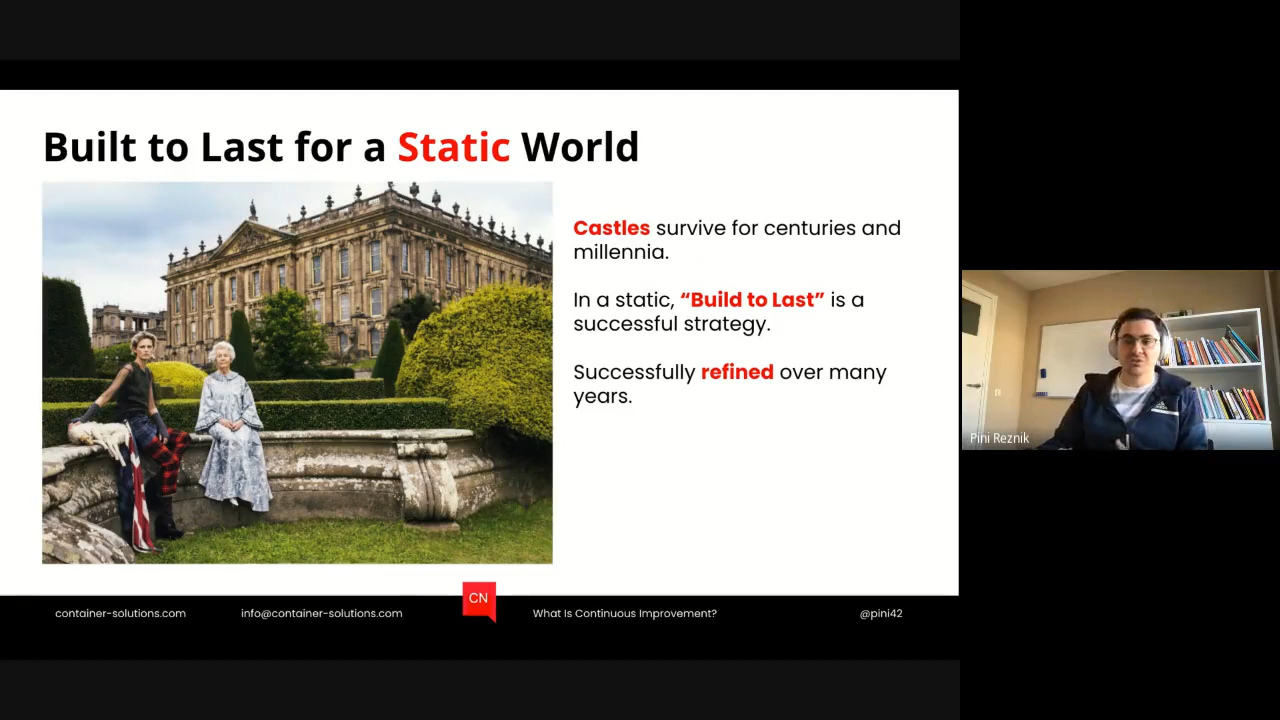 Built to Last for a Static World
Castles survive for centuries and
millennia.
In a static, “Build to Last” is a
successful strategy.
Successfully refined over many
years.
Pini Reznik
container-solutions.com
info@container-solutions.com
CN
What Is Continuous Improvement?
@pini42